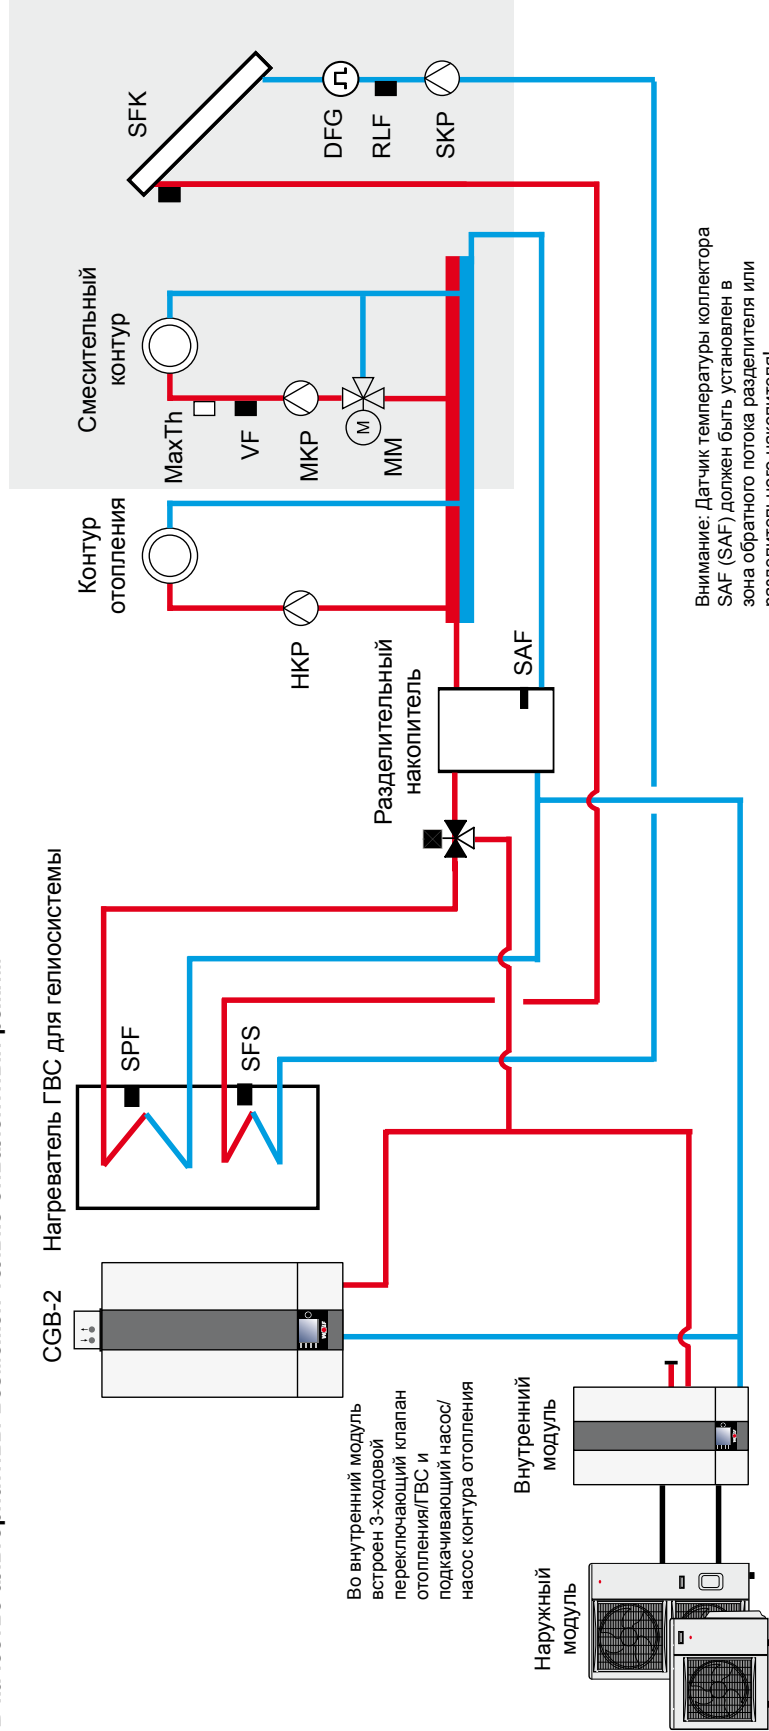 Нагреватель ГВС для гелиосистемы
CGB-2
SPF
SFS
Контур
отопления
Смесительный
контур
SFK
MaxTh
VF
MKP
MM
M
DFG
RLF
SKP
HKP
Разделительный
накопитель
SAF
Во внутренний модуль
встроен 3-ходовой
переключающий клапан
отопления/ГВС и
подкачивающий насос/
насос контура отопления
Внутренний
модуль
Наружный
модуль
Внимание: Датчик температуры коллектора
SAF (SAF) должен быть установлен в
зона обратного потока разделителя или